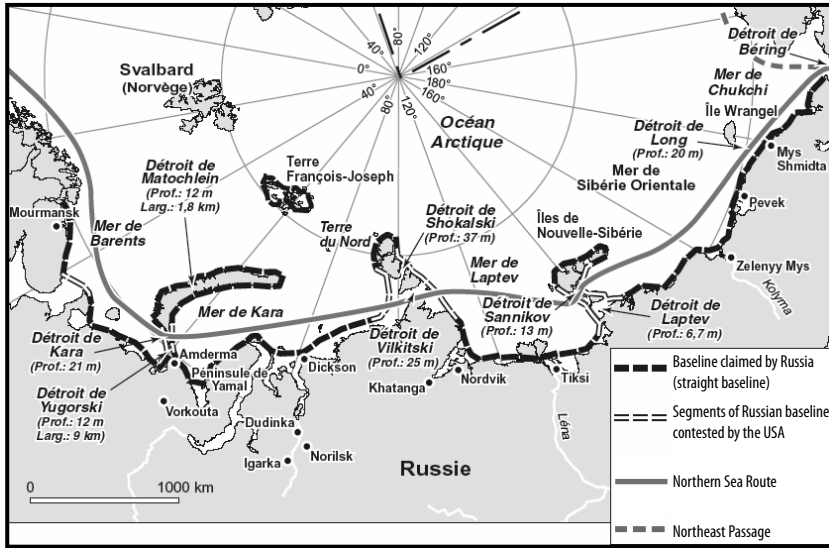 80°
40°
120°
80°
120°
0°
160°
180°
160°
40°
80°
120°
Détroit de
Béring
Mer de
Chukchi
Île Wrangel
Svalbard
(Norvège)
Océan
Arctique
Détroit de
Long
(Prof.: 20 m)
Mys
Shmidta
Détroit de
Matochlein
(Prof.: 12 m
Larg.: 1,8 km)
Terre
François-Joseph
Mer de
Sibérie Orientale
Pevek
Mourmansk
Mer de
Barents
Terre
du Nord
Détroit de
Shokalski
(Prof.: 37 m)
Îles de
Nouvelle-Sibérie
Zelenyy Mys
Kolyma
Mer de
Laptev
Mer de Kara
Détroit de
Sannikov
(Prof.: 13 m)
Détroit de
Laptev
(Prof.: 6,7 m)
Détroit de
Kara
(Prof.: 21 m)
Amderma
Péninsule de
Yamal
Dickson
Détroit de
Vilkitski
(Prof.: 25 m)
Khatanga
Nordvik
Tiksi
Léna
Détroit de
Yugorski
(Prof.: 12 m
Larg.: 9 km)
Vorkouta
Dudinka
Norilsk
Igarka
Russie
0
1000 km
Baseline claimed by Russia
(straight baseline)
Segments of Russian baseline
contested by the USA
Northern Sea Route
Northeast Passage